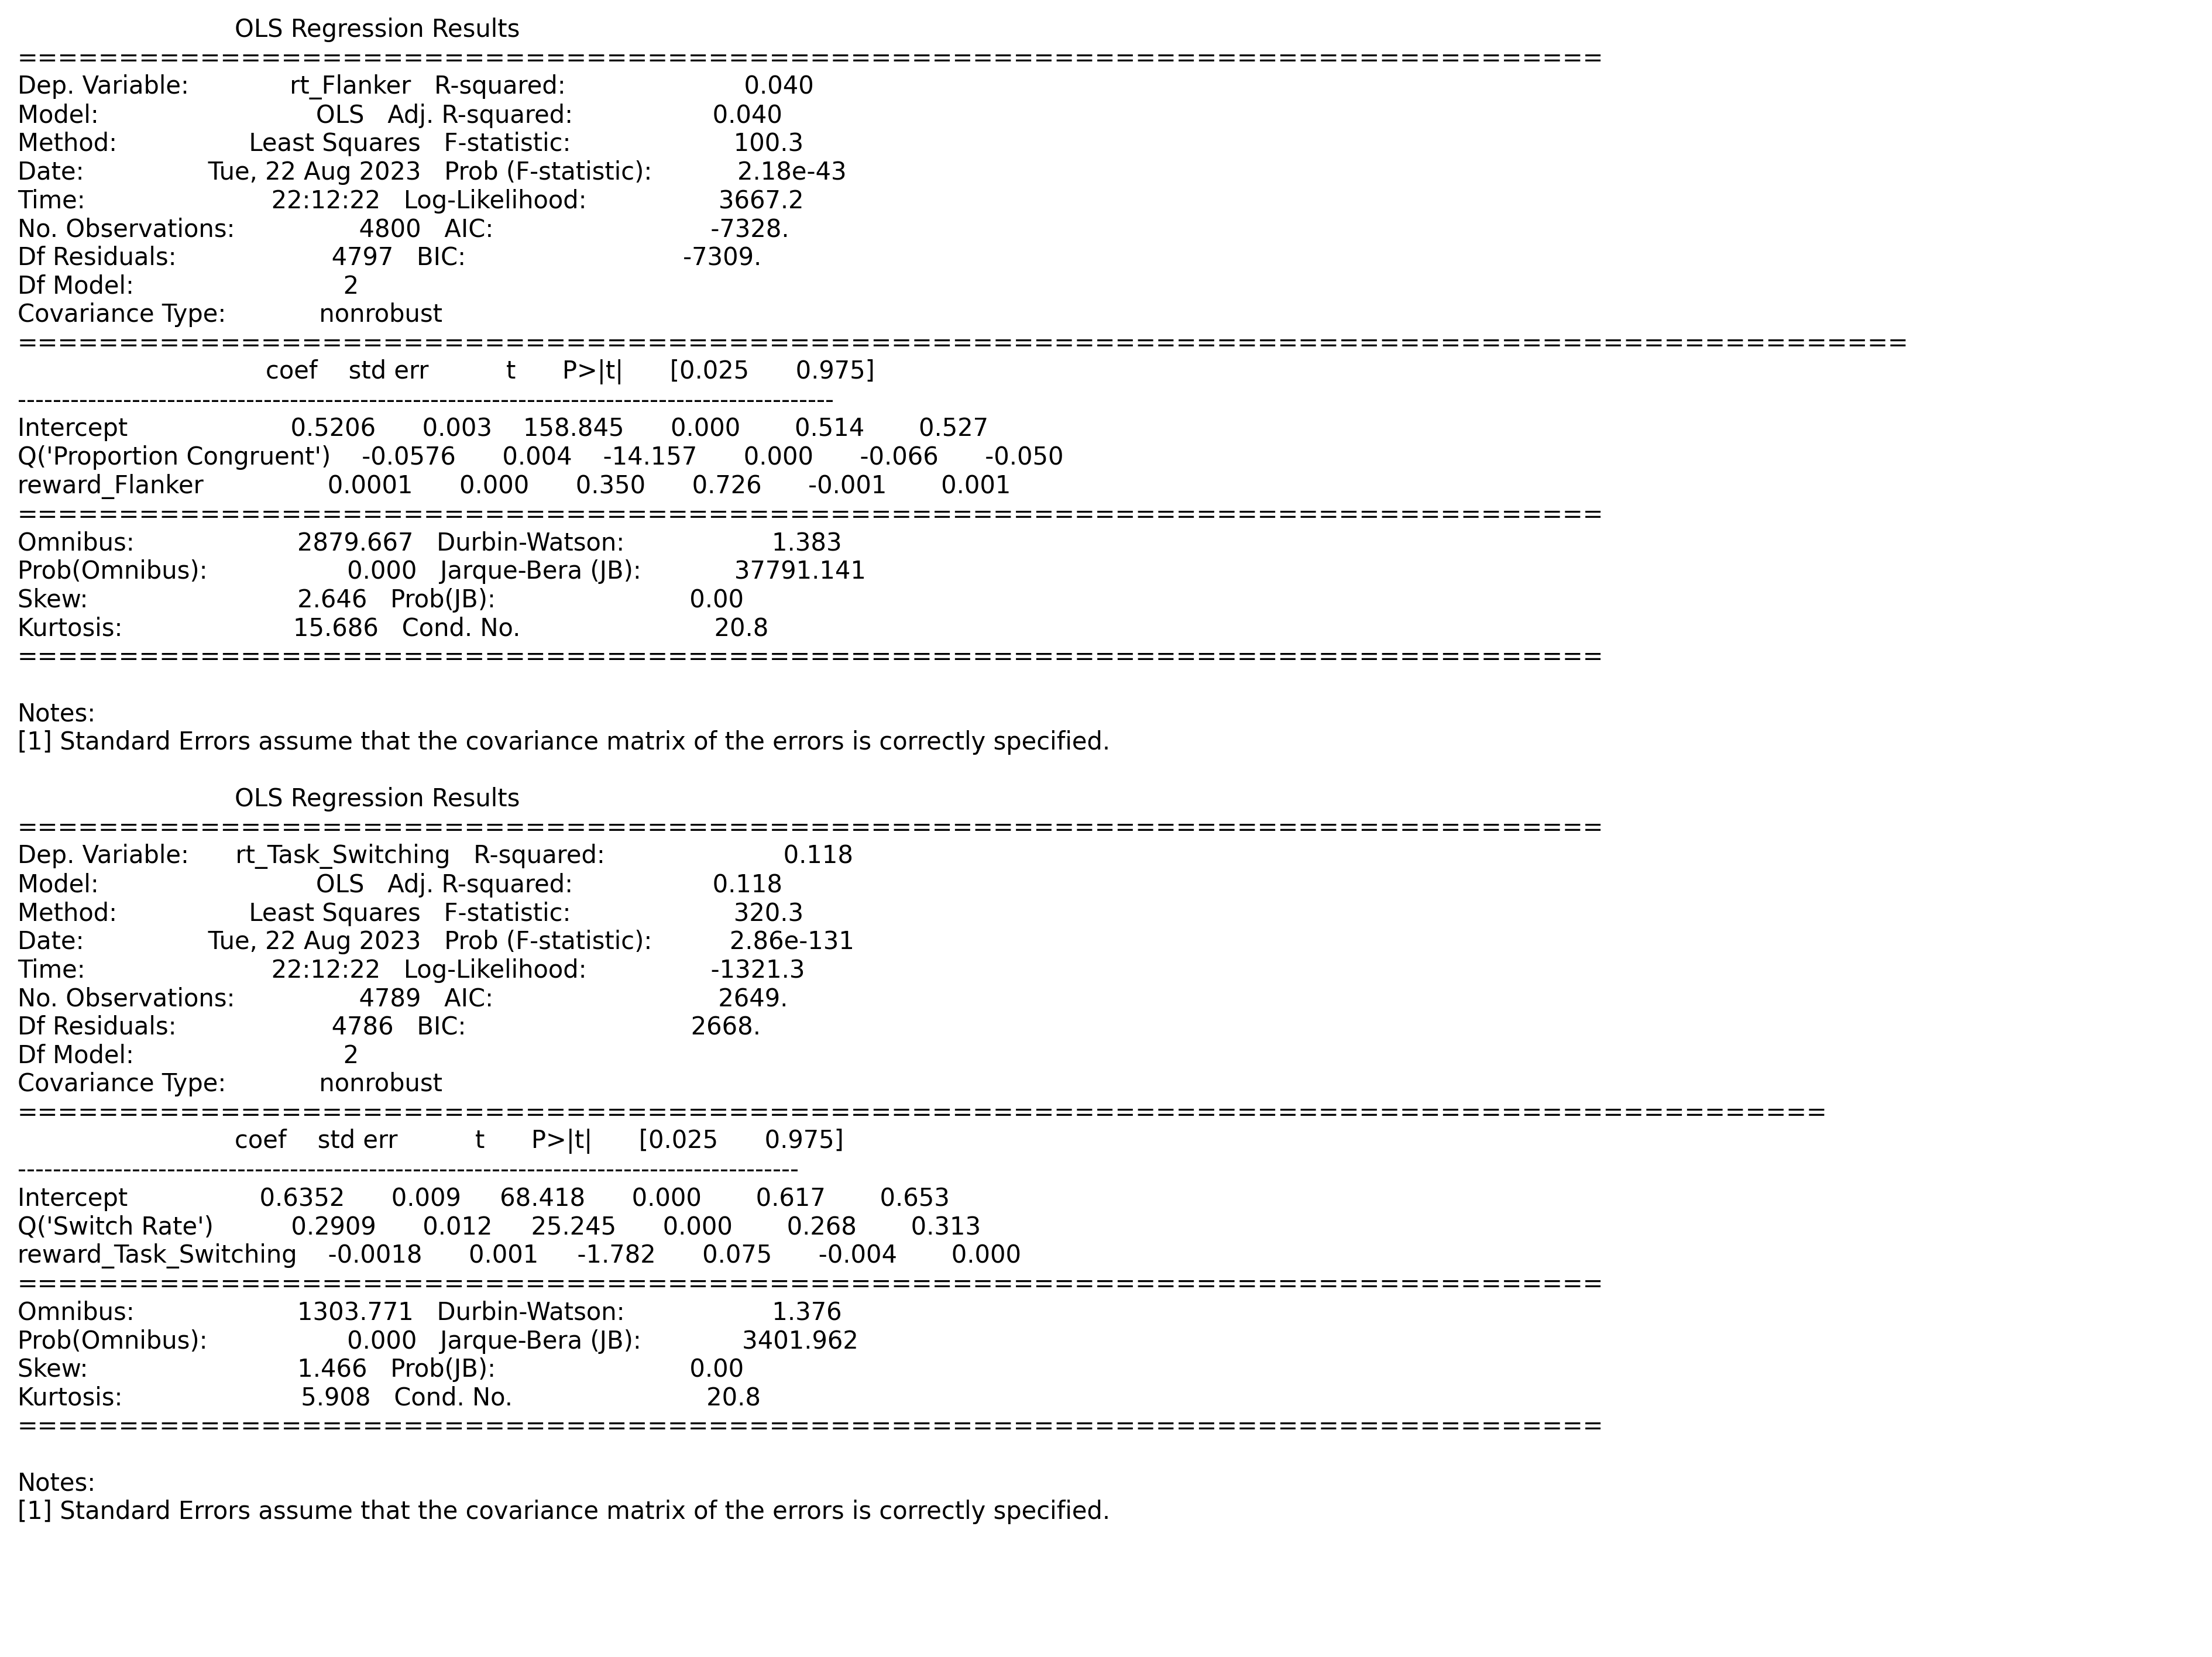 OLS Regression Results
==============================================================================
Dep. Variable: rt_Flanker R-squared: 0.040
Model: OLS Adj. R-squared: 0.040
Method: Least Squares F-statistic: 100.3
Date: Tue, 22 Aug 2023 Prob (F-statistic): 2.18e-43
Time: 22:12:22 Log-Likelihood: 3667.2
No. Observations: 4800 AIC: -7328.
Df Residuals: 4797 BIC: -7309.
Df Model: 2
Covariance Type: nonrobust
=============================================================================================
coef std err t P>|t| [0.025 0.975]
---------------------------------------------------------------------------------------------
Intercept 0.5206 0.003 158.845 0.000 0.514 0.527
Q('Proportion Congruent') -0.0576 0.004 -14.157 0.000 -0.066 -0.050
reward_Flanker 0.0001 0.000 0.350 0.726 -0.001 0.001
==============================================================================
Omnibus: 2879.667 Durbin-Watson: 1.383
Prob(Omnibus): 0.000 Jarque-Bera (JB): 37791.141
Skew: 2.646 Prob(JB): 0.00
Kurtosis: 15.686 Cond. No. 20.8
==============================================================================
Notes:
[1] Standard Errors assume that the covariance matrix of the errors is correctly specified.
OLS Regression Results
==============================================================================
Dep. Variable: rt_Task_Switching R-squared: 0.118
Model: OLS Adj. R-squared: 0.118
Method: Least Squares F-statistic: 320.3
Date: Tue, 22 Aug 2023 Prob (F-statistic): 2.86e-131
Time: 22:12:22 Log-Likelihood: -1321.3
No. Observations: 4789 AIC: 2649.
Df Residuals: 4786 BIC: 2668.
Df Model: 2
Covariance Type: nonrobust
=========================================================================================
coef std err t P>|t| [0.025 0.975]
-----------------------------------------------------------------------------------------
Intercept 0.6352 0.009 68.418 0.000 0.617 0.653
Q('Switch Rate') 0.2909 0.012 25.245 0.000 0.268 0.313
reward_Task_Switching -0.0018 0.001 -1.782 0.075 -0.004 0.000
==============================================================================
Omnibus: 1303.771 Durbin-Watson: 1.376
Prob(Omnibus): 0.000 Jarque-Bera (JB): 3401.962
Skew: 1.466 Prob(JB): 0.00
Kurtosis: 5.908 Cond. No. 20.8
==============================================================================
Notes:
[1] Standard Errors assume that the covariance matrix of the errors is correctly specified.